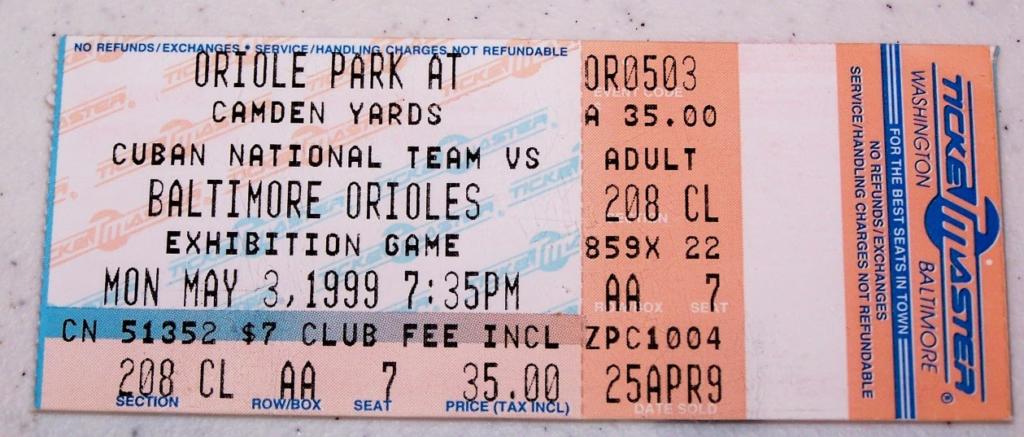 NO REFUNDS/EXCHANGES • SERVICE/HANDLING CHARGES NOT REFUNDABLE
ORIOLE PARK AT
CAMDEN YARDS
CUBAN NATIONAL TEAM VS
BALTIMORE ORIOLES
EXHIBITION GAME
MON MAY 3,1999 7:35PM
CN 51352 $7 CLUB FEE INCL
208 CL AA 7 35.00
SECTION ROW/BOX SEAT PRICE (TAX INCL)
OR0503
EVENT CODE
A 35.00
ADULT
208 CL
SECTION
859X 22
AA 7
ROW/BOX SEAT
ZPC1004
25APR9
DATE SOLD
TICKETMASTER®
WASHINGTON BALTIMORE
FOR THE BEST SEATS IN TOWN
NO REFUNDS/EXCHANGES
SERVICE/HANDLING CHARGES NOT REFUNDABLE